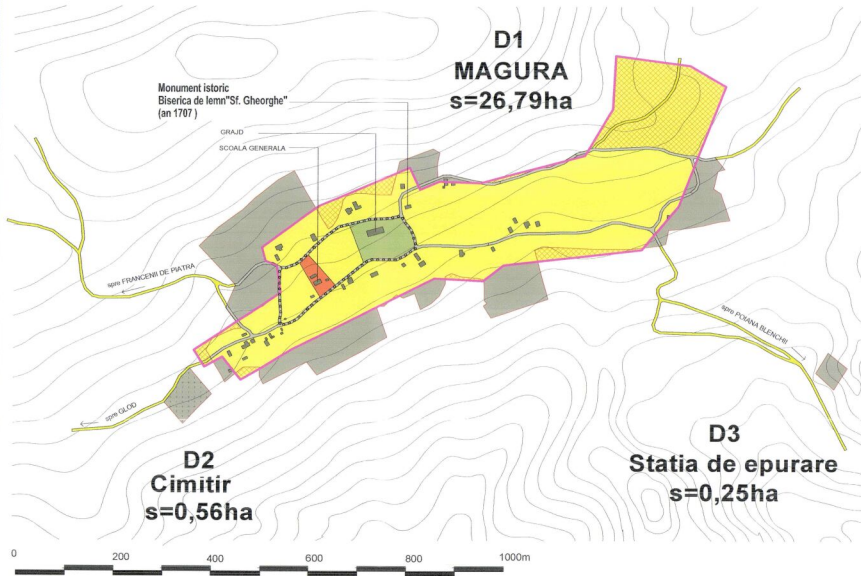 D1
MAGURA
s=26,79ha
Monument istoric
Biserica de lemn"Sf. Gheorghe"
(an 1707 )
GRAJD
SCOALA GENERALA
spre FRANCENII DE PIATRA
spre POIANA BLENCHII
spre GLOD
D2
Cimitir
s=0,56ha
D3
Statia de epurare
s=0,25ha
0 200 400 600 800 1000m